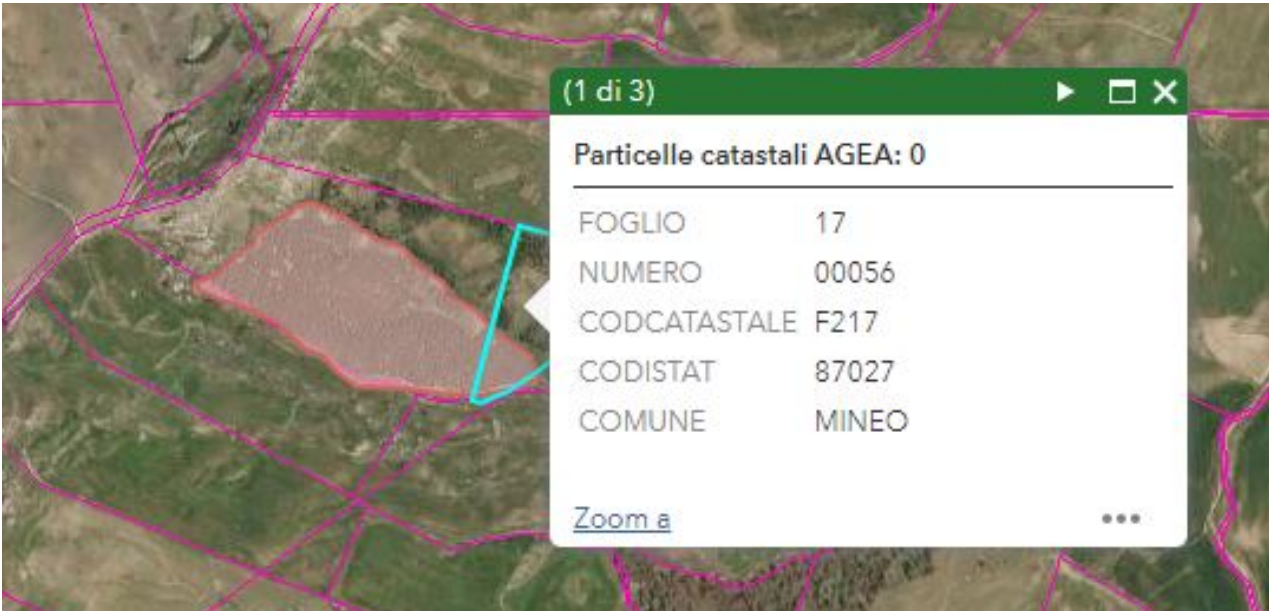 (1 di 3)
Particelle catastali AGEA: 0
FOGLIO 17
NUMERO 00056
CODCATASTALE F217
CODISTAT 87027
COMUNE MINEO
Zoom a